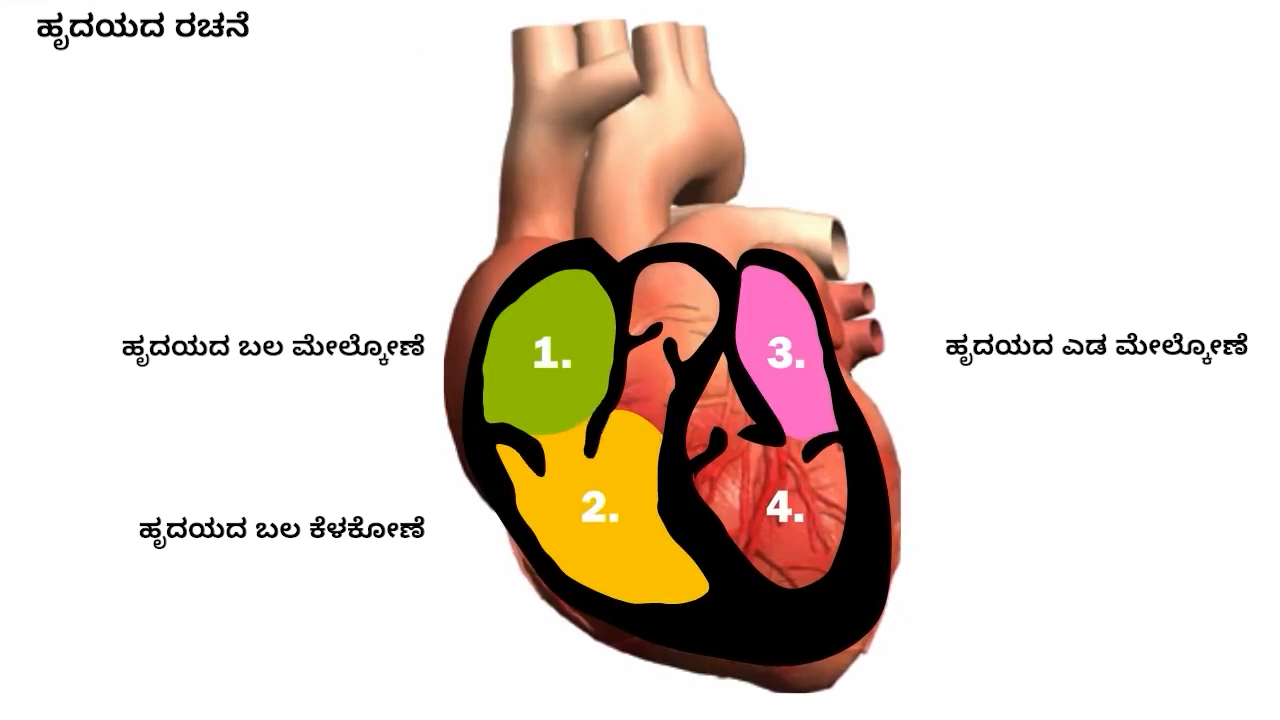 ಹೃದಯದ ರಚನೆ
1.
3.
ಹೃದಯದ ಬಲ ಮೇಲ್ಕೋಣೆ
ಹೃದಯದ ಎಡ ಮೇಲ್ಕೋಣೆ
2.
4.
ಹೃದಯದ ಬಲ ಕೆಳಕೋಣೆ